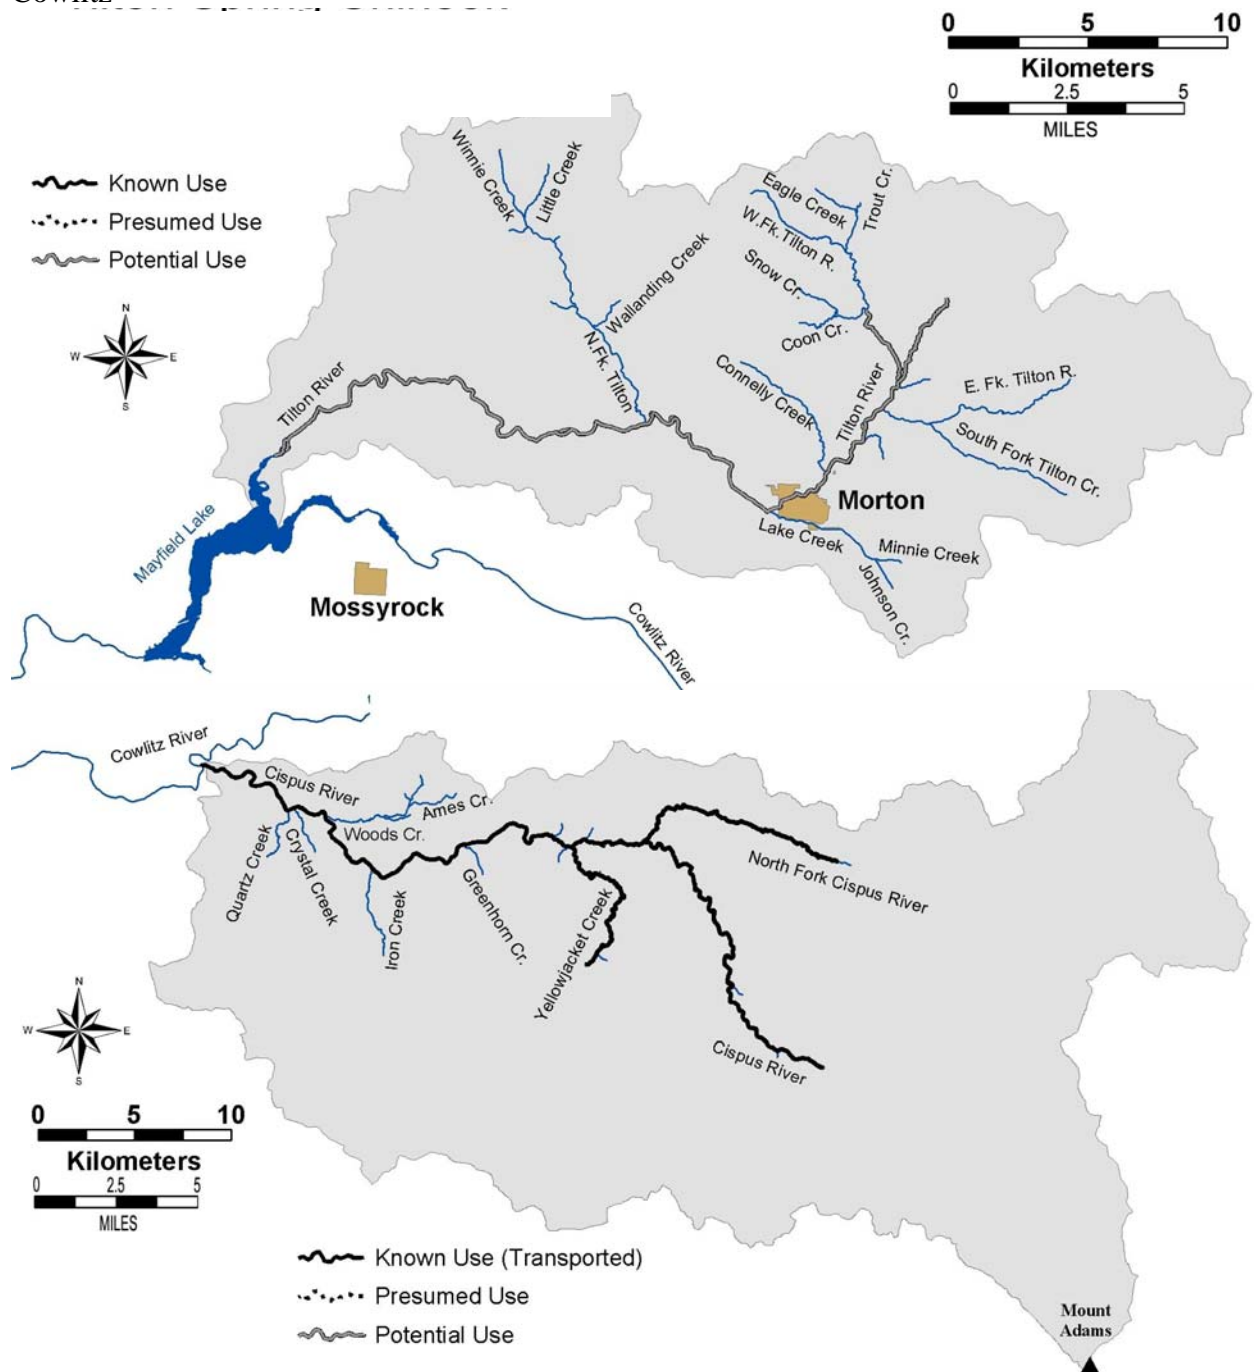 Cowlitz
0 5 10
Kilometers
0 2.5 5
MILES
Known Use
Presumed Use
Potential Use
N
W E
S
Winnie Creek
Little Creek
Wallanding Creek
N.Fk. Tilton
Tilton River
Eagle Creek
Trout Cr.
W.Fk.Tilton R.
Snow Cr.
Coon Cr.
Connelly Creek
Tilton River
E. Fk. Tilton R.
South Fork Tilton Cr.
Morton
Lake Creek
Minnie Creek
Johnson Cr.
Mayfield Lake
Mossyrock
Cowlitz River
Cowlitz River
Cispus River
Ames Cr.
Woods Cr.
Quartz Creek
Crystal Creek
Iron Creek
Greenhorn Cr.
Yellowjacket Creek
North Fork Cispus River
Cispus River
N
W E
S
0 5 10
Kilometers
0 2.5 5
MILES
Known Use (Transported)
Presumed Use
Potential Use
Mount
Adams